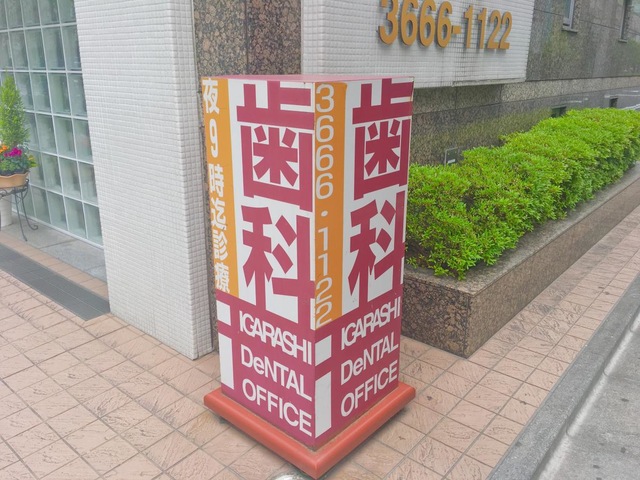 3666-1122
夜9時迄診療
歯科
3666・1122
歯科
IGARASHI
DeNTAL
OFFICE
IGARASHI
DeNTAL
OFFICE